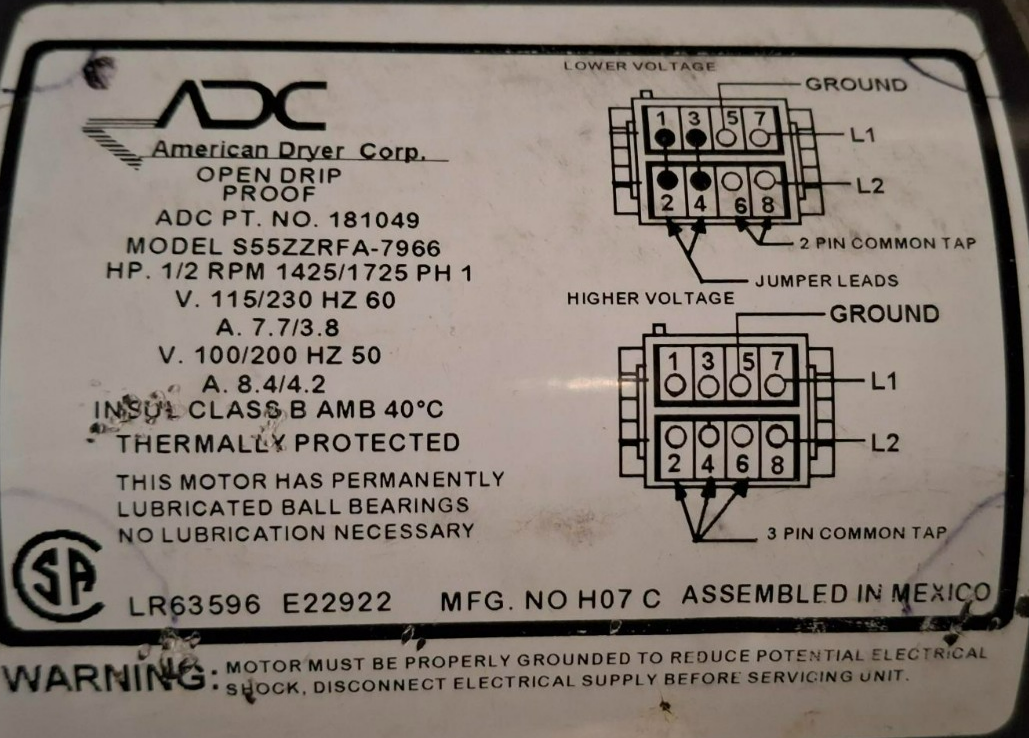 ADC
American Dryer Corp.
OPEN DRIP
PROOF
ADC PT. NO. 181049
MODEL S55ZZRFA-7966
HP. 1/2 RPM 1425/1725 PH 1
V. 115/230 HZ 60
A. 7.7/3.8
V. 100/200 HZ 50
A. 8.4/4.2
INSUL CLASS B AMB 40°C
THERMALLY PROTECTED
THIS MOTOR HAS PERMANENTLY
LUBRICATED BALL BEARINGS
NO LUBRICATION NECESSARY
LOWER VOLTAGE
GROUND
1 3 5 7
L1
L2
2 4 6 8
2 PIN COMMON TAP
JUMPER LEADS
HIGHER VOLTAGE
GROUND
1 3 5 7
L1
L2
2 4 6 8
3 PIN COMMON TAP
SA
LR63596 E22922 MFG. NO H07 C ASSEMBLED IN MEXICO
WARNING: MOTOR MUST BE PROPERLY GROUNDED TO REDUCE POTENTIAL ELECTRICAL
SHOCK, DISCONNECT ELECTRICAL SUPPLY BEFORE SERVICING UNIT.